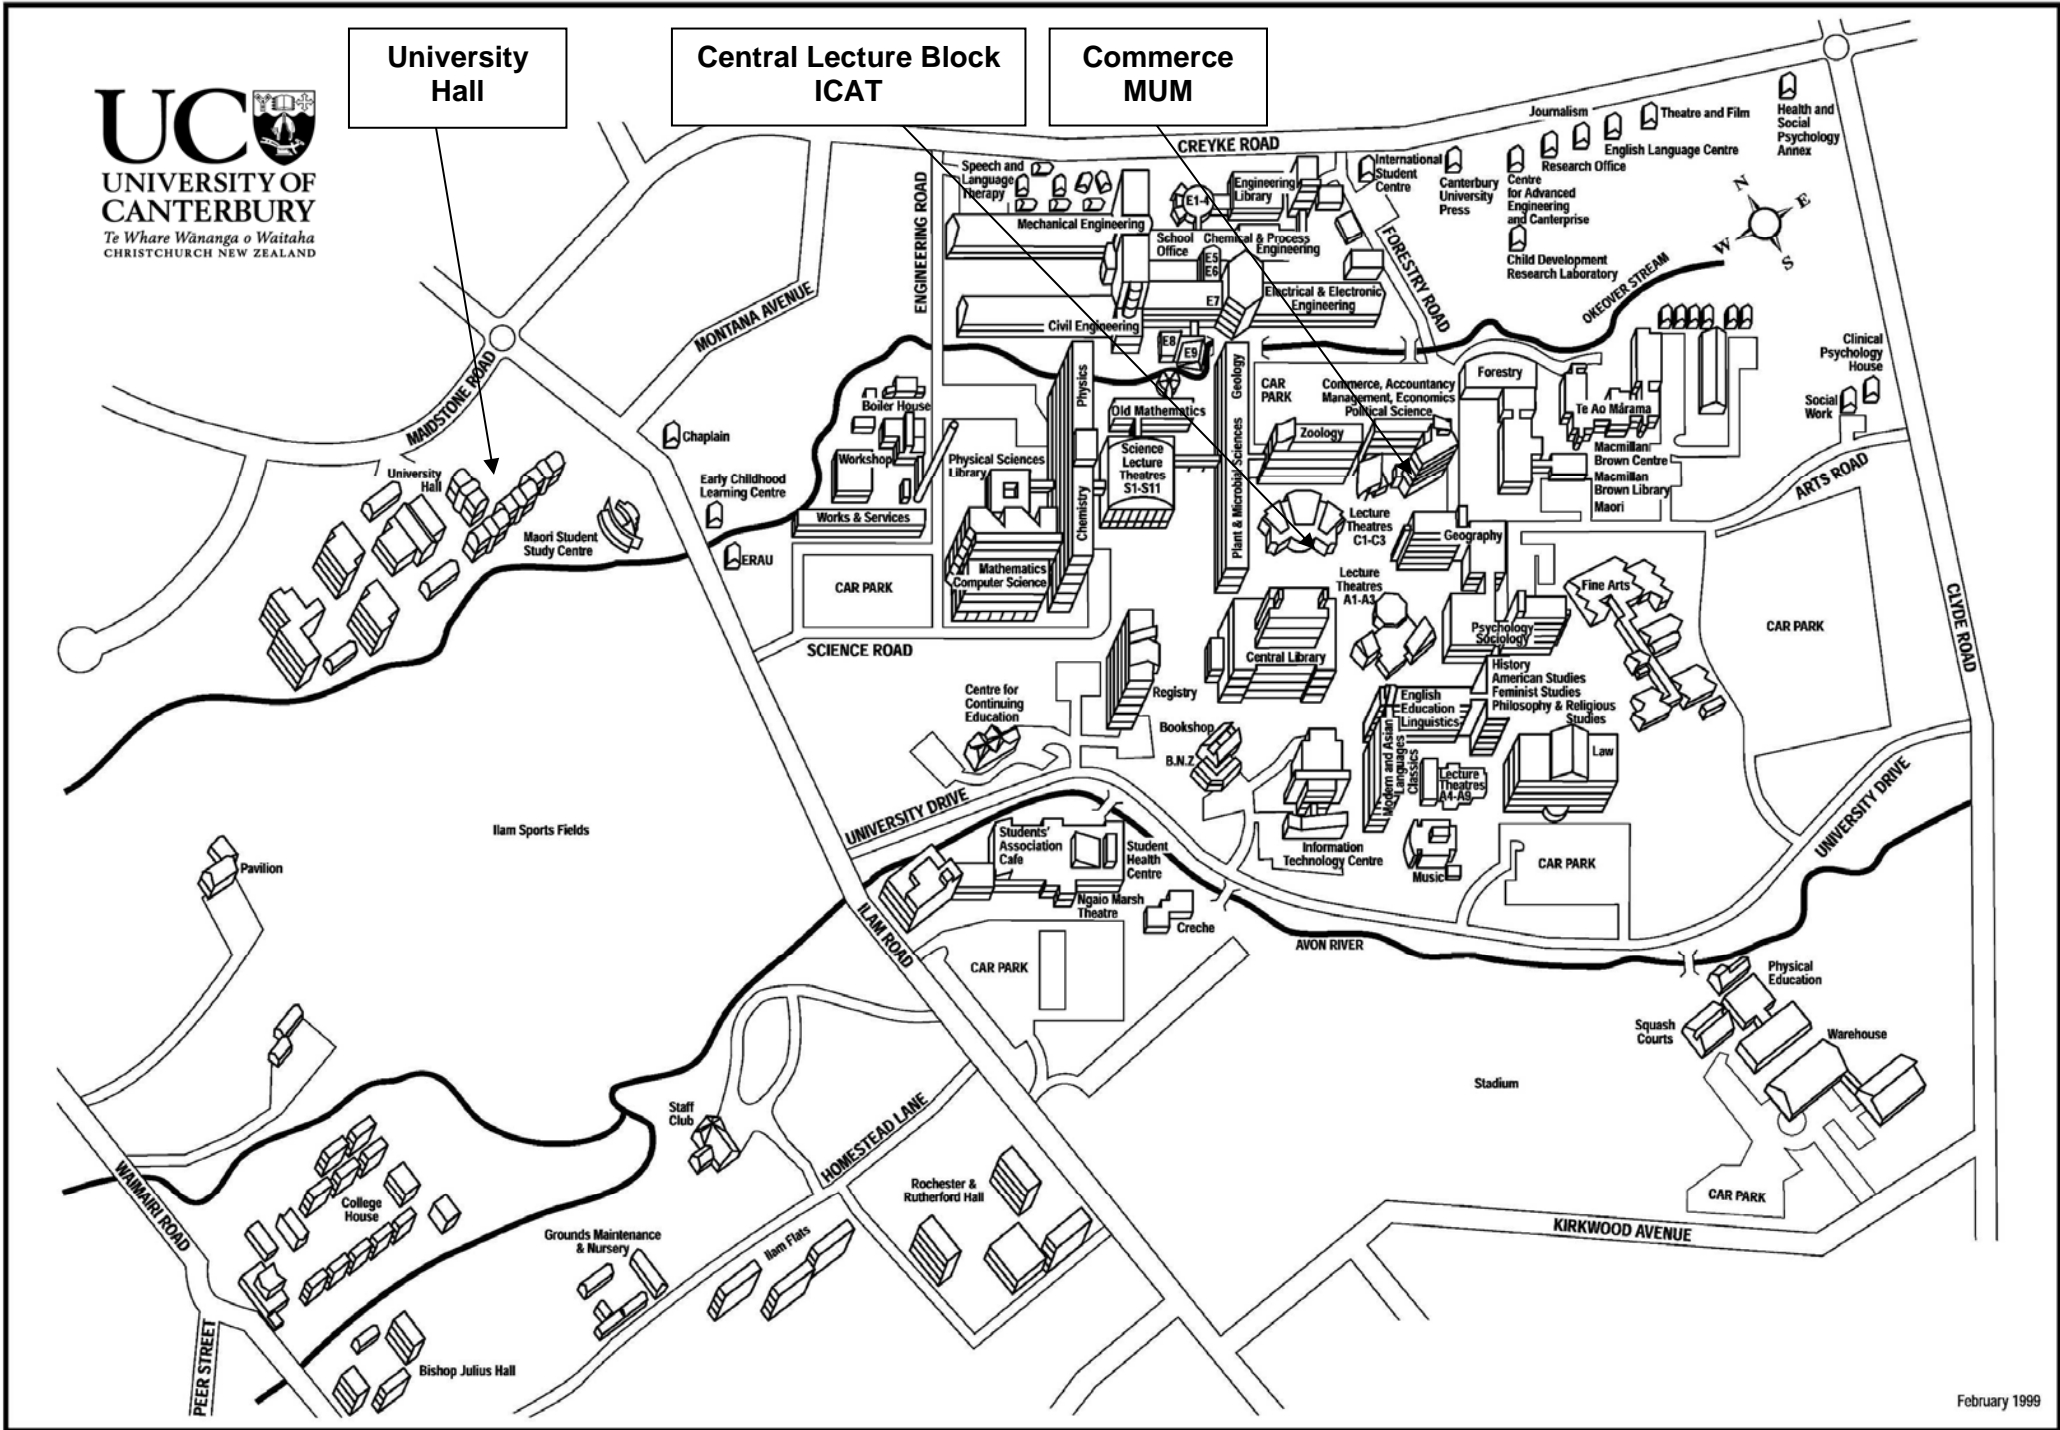 University
Hall
Central Lecture Block
ICAT
Commerce
MUM
UC
UNIVERSITY OF
CANTERBURY
Te Whare Wānanga o Waitaha
CHRISTCHURCH NEW ZEALAND
CREYKE ROAD
Journalism
Theatre and Film
Health and
Social
Psychology
Annex
English Language Centre
Research Office
International
Student
Centre
Canterbury
University
Press
Centre
for Advanced
Engineering
and Canterprise
Child Development
Research Laboratory
N
E
W
S
Speech and
Language
Therapy
ENGINEERING ROAD
Mechanical Engineering
E1-4
Engineering
Library
School
Office
Chemical & Process
Engineering
E5
E6
E7
Electrical & Electronic
Engineering
Civil Engineering
E8
E9
FORESTRY ROAD
OKEOVER STREAM
MONTANA AVENUE
MAIDSTONE ROAD
Boiler House
Workshop
Works & Services
Chaplain
Early Childhood
Learning Centre
ERAU
University
Hall
Maori Student
Study Centre
Physical Sciences
Library
Physics
Chemistry
Old Mathematics
Science
Lecture
Theatres
S1-S11
Geology
Plant & Microbial Sciences
CAR
PARK
Zoology
Commerce, Accountancy
Management, Economics
Political Science
Forestry
Te Ao Márama
Macmillan
Brown Centre
Macmillan
Brown Library
Maori
Clinical
Psychology
House
Social
Work
ARTS ROAD
Lecture
Theatres
C1-C3
Geography
Lecture
Theatres
A1-A3
Mathematics
Computer Science
CAR PARK
SCIENCE ROAD
Central Library
Psychology
Sociology
Fine Arts
CAR PARK
CLYDE ROAD
Registry
Centre for
Continuing
Education
Bookshop
B.N.Z
History
American Studies
Feminist Studies
Philosophy & Religious
Studies
English
Education
Linguistics
Modern and Asian
Languages
Classics
Lecture
Theatres
A4-A9
Law
Information
Technology Centre
Music
CAR PARK
UNIVERSITY DRIVE
UNIVERSITY DRIVE
Students'
Association
Cafe
Student
Health
Centre
Ngaio Marsh
Theatre
Creche
AVON RIVER
ILAM ROAD
Ilam Sports Fields
Pavilion
CAR PARK
Physical
Education
Squash
Courts
Warehouse
Stadium
CAR PARK
KIRKWOOD AVENUE
Staff
Club
HOMESTEAD LANE
Rochester &
Rutherford Hall
Ilam Flats
Grounds Maintenance
& Nursery
College
House
WAIMAIRI ROAD
PEER STREET
Bishop Julius Hall
February 1999